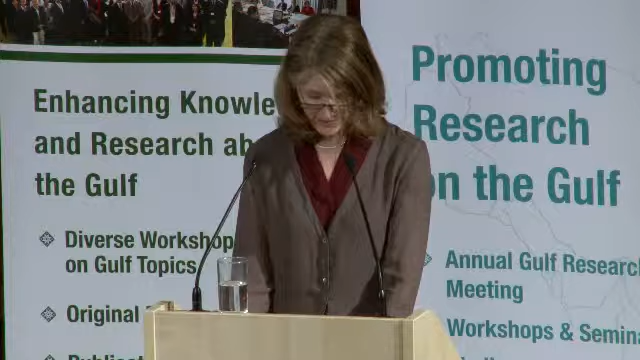 Enhancing Knowle
and Research ab
the Gulf
Diverse Workshop
on Gulf Topics
Original
Promoting
Research
on the Gulf
Annual Gulf Research
Meeting
Workshops & Semina